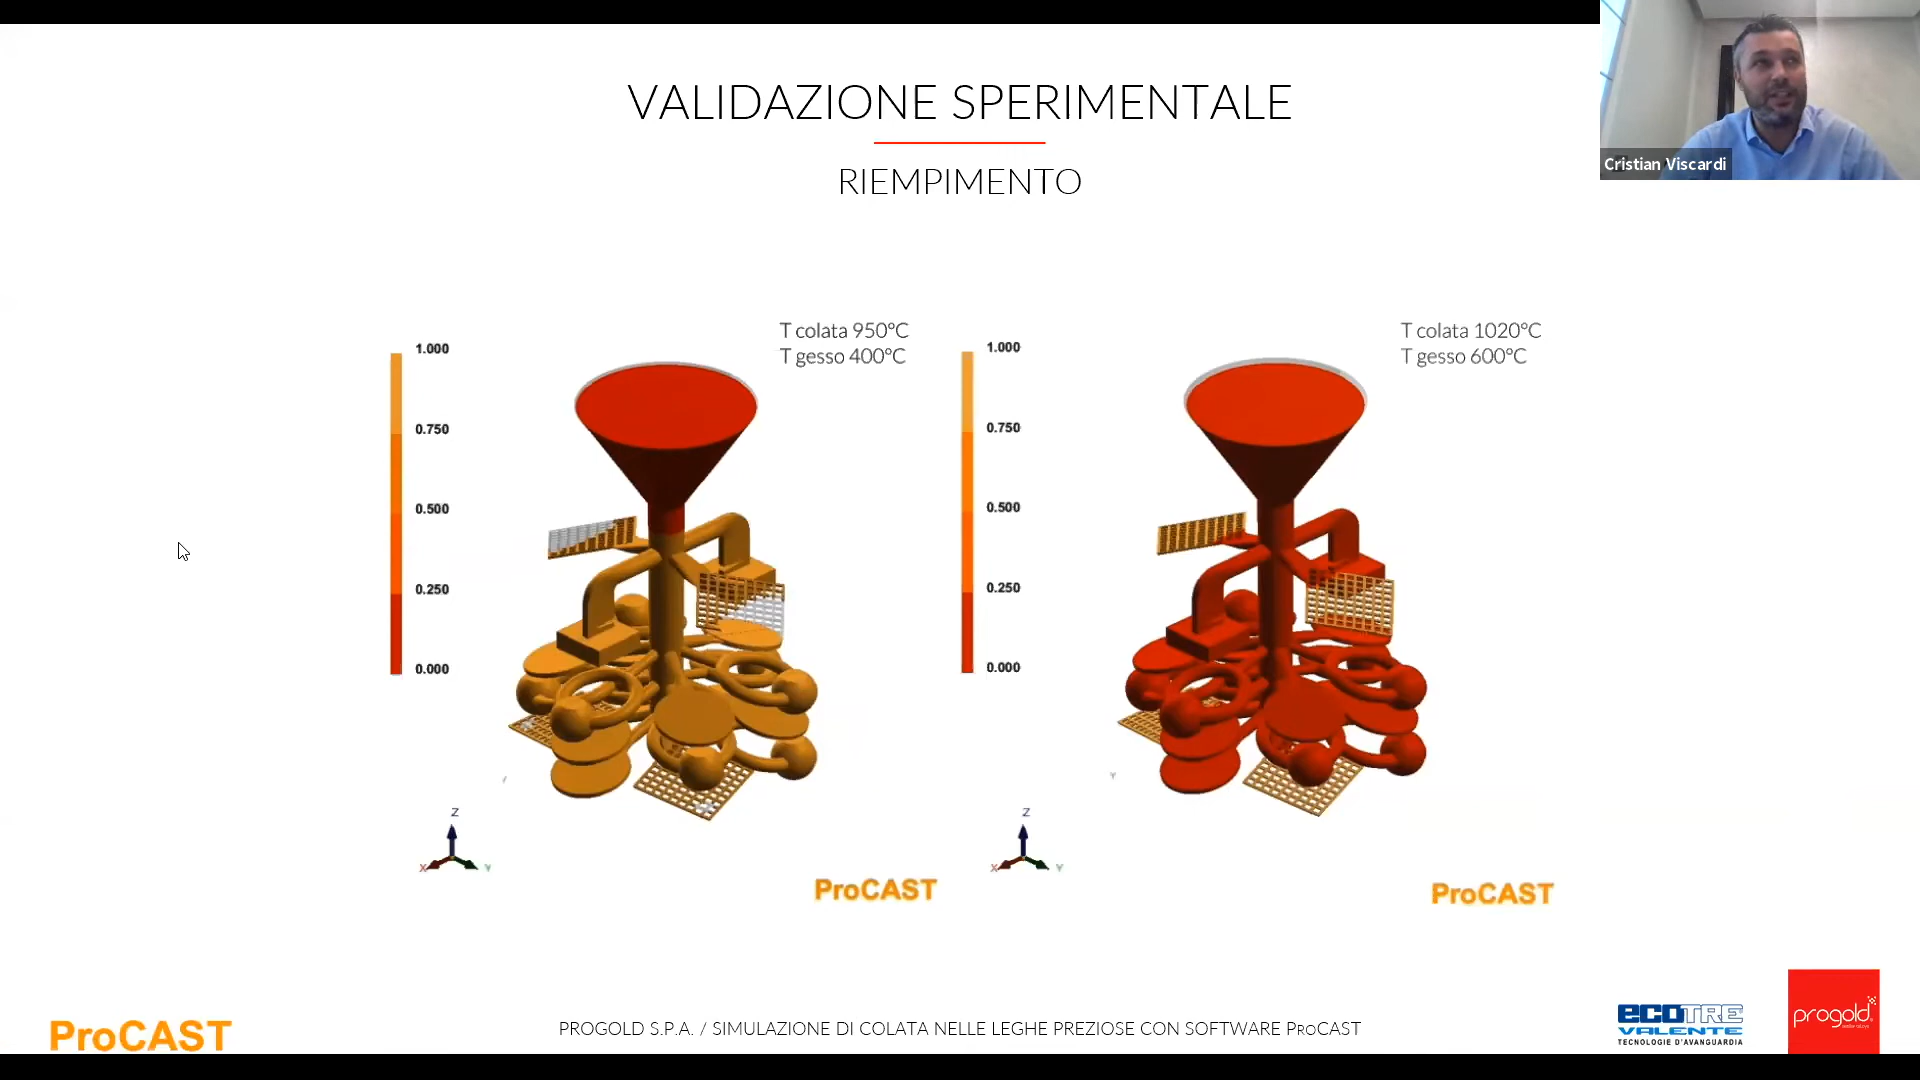 Cristian Viscardi
VALIDAZIONE SPERIMENTALE
RIEMPIMENTO
T colata 950°C
T gesso 400°C
1.000
0.750
0.500
0.250
0.000
Z
X
Y
ProCAST
T colata 1020°C
T gesso 600°C
1.000
0.750
0.500
0.250
0.000
Y
Z
X
Y
ProCAST
ProCAST
PROGOLD S.P.A. / SIMULAZIONE DI COLATA NELLE LEGHE PREZIOSE CON SOFTWARE PROCAST
ECOTRE
VALENTE
TECNOLOGIE D'AVANGUARDIA
progold